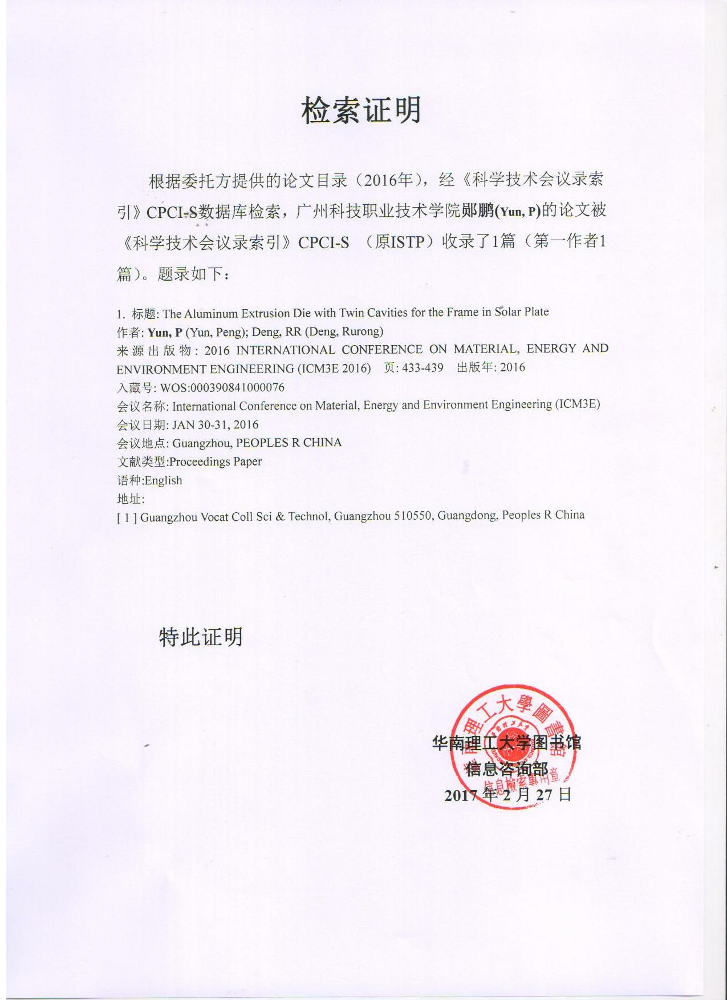 检索证明
根据委托方提供的论文目录（2016年），经《科学技术会议录索
引》CPCI-S数据库检索，广州科技职业技术学院郧鹏(Yun, P)的论文被
《科学技术会议录索引》CPCI-S （原ISTP）收录了1篇（第一作者1
篇）。题录如下：
1. 标题: The Aluminum Extrusion Die with Twin Cavities for the Frame in Solar Plate
作者: Yun, P (Yun, Peng); Deng, RR (Deng, Rurong)
来源出版物: 2016 INTERNATIONAL CONFERENCE ON MATERIAL, ENERGY AND
ENVIRONMENT ENGINEERING (ICM3E 2016) 页: 433-439 出版年: 2016
入藏号: WOS:000390841000076
会议名称: International Conference on Material, Energy and Environment Engineering (ICM3E)
会议日期: JAN 30-31, 2016
会议地点: Guangzhou, PEOPLES R CHINA
文献类型:Proceedings Paper
语种:English
地址:
[ 1 ] Guangzhou Vocat Coll Sci & Technol, Guangzhou 510550, Guangdong, Peoples R China
特此证明
華南理工大學圖書館
华南理工大学图书馆
信息咨询部
信息檢索專用章
2017 年 2 月 27 日